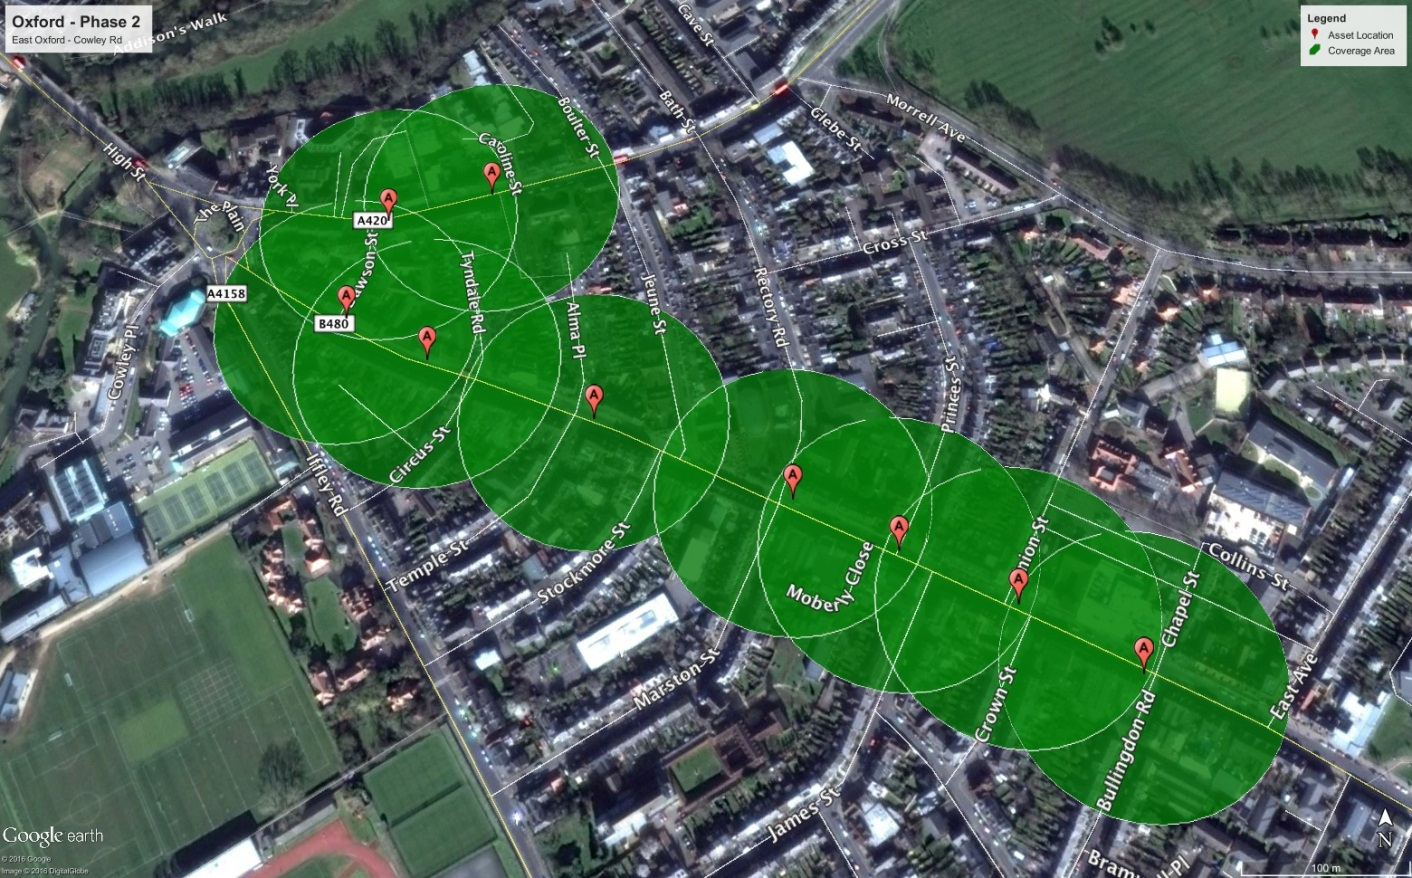 Oxford - Phase 2
East Oxford - Cowley Rd
Legend
A Asset Location
Coverage Area
Addison's Walk
Cave St
High St
York Pl
The Plain
Caroline St
Boulter St
Bath St
Glebe St
Morrell Ave
A
A
A420
awson St
Tyndale Rd
Cross St
A4158
A
B480
A
Alma Pl
Jeune St
Rectory Rd
Princes St
Cowley Pl
A
Circus St
Iffley Rd
A
Temple St
Stockmore St
A
Moberly Close
A
nion St
Collins St
Chapel St
A
Marston St
Crown St
Bullingdon Rd
East Ave
James St
N
Google earth
© 2016 Google
Image © 2016 DigitalGlobe
100 m